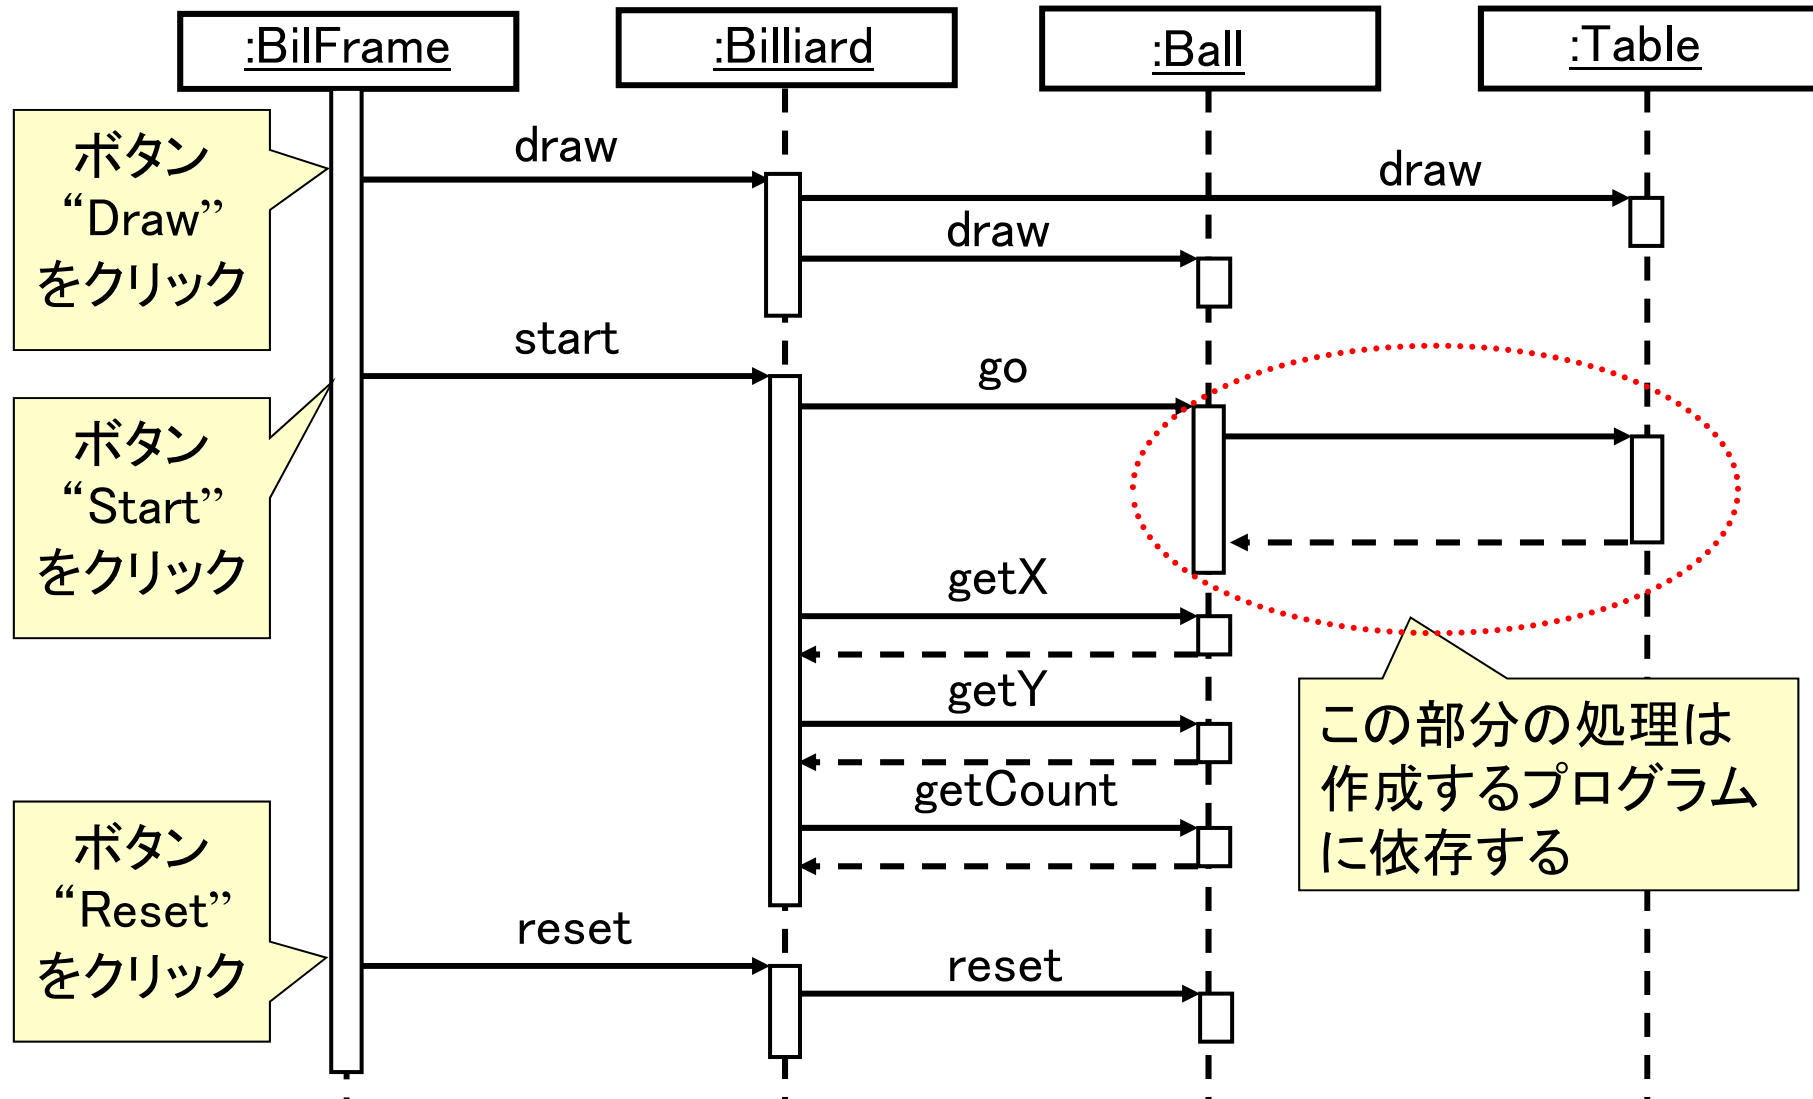 :BilFrame
:Billiard
:Ball
:Table
ボタン
“Draw”
をクリック
draw
draw
draw
ボタン
“Start”
をクリック
start
go
getX
getY
getCount
この部分の処理は
作成するプログラム
に依存する
ボタン
“Reset”
をクリック
reset
reset